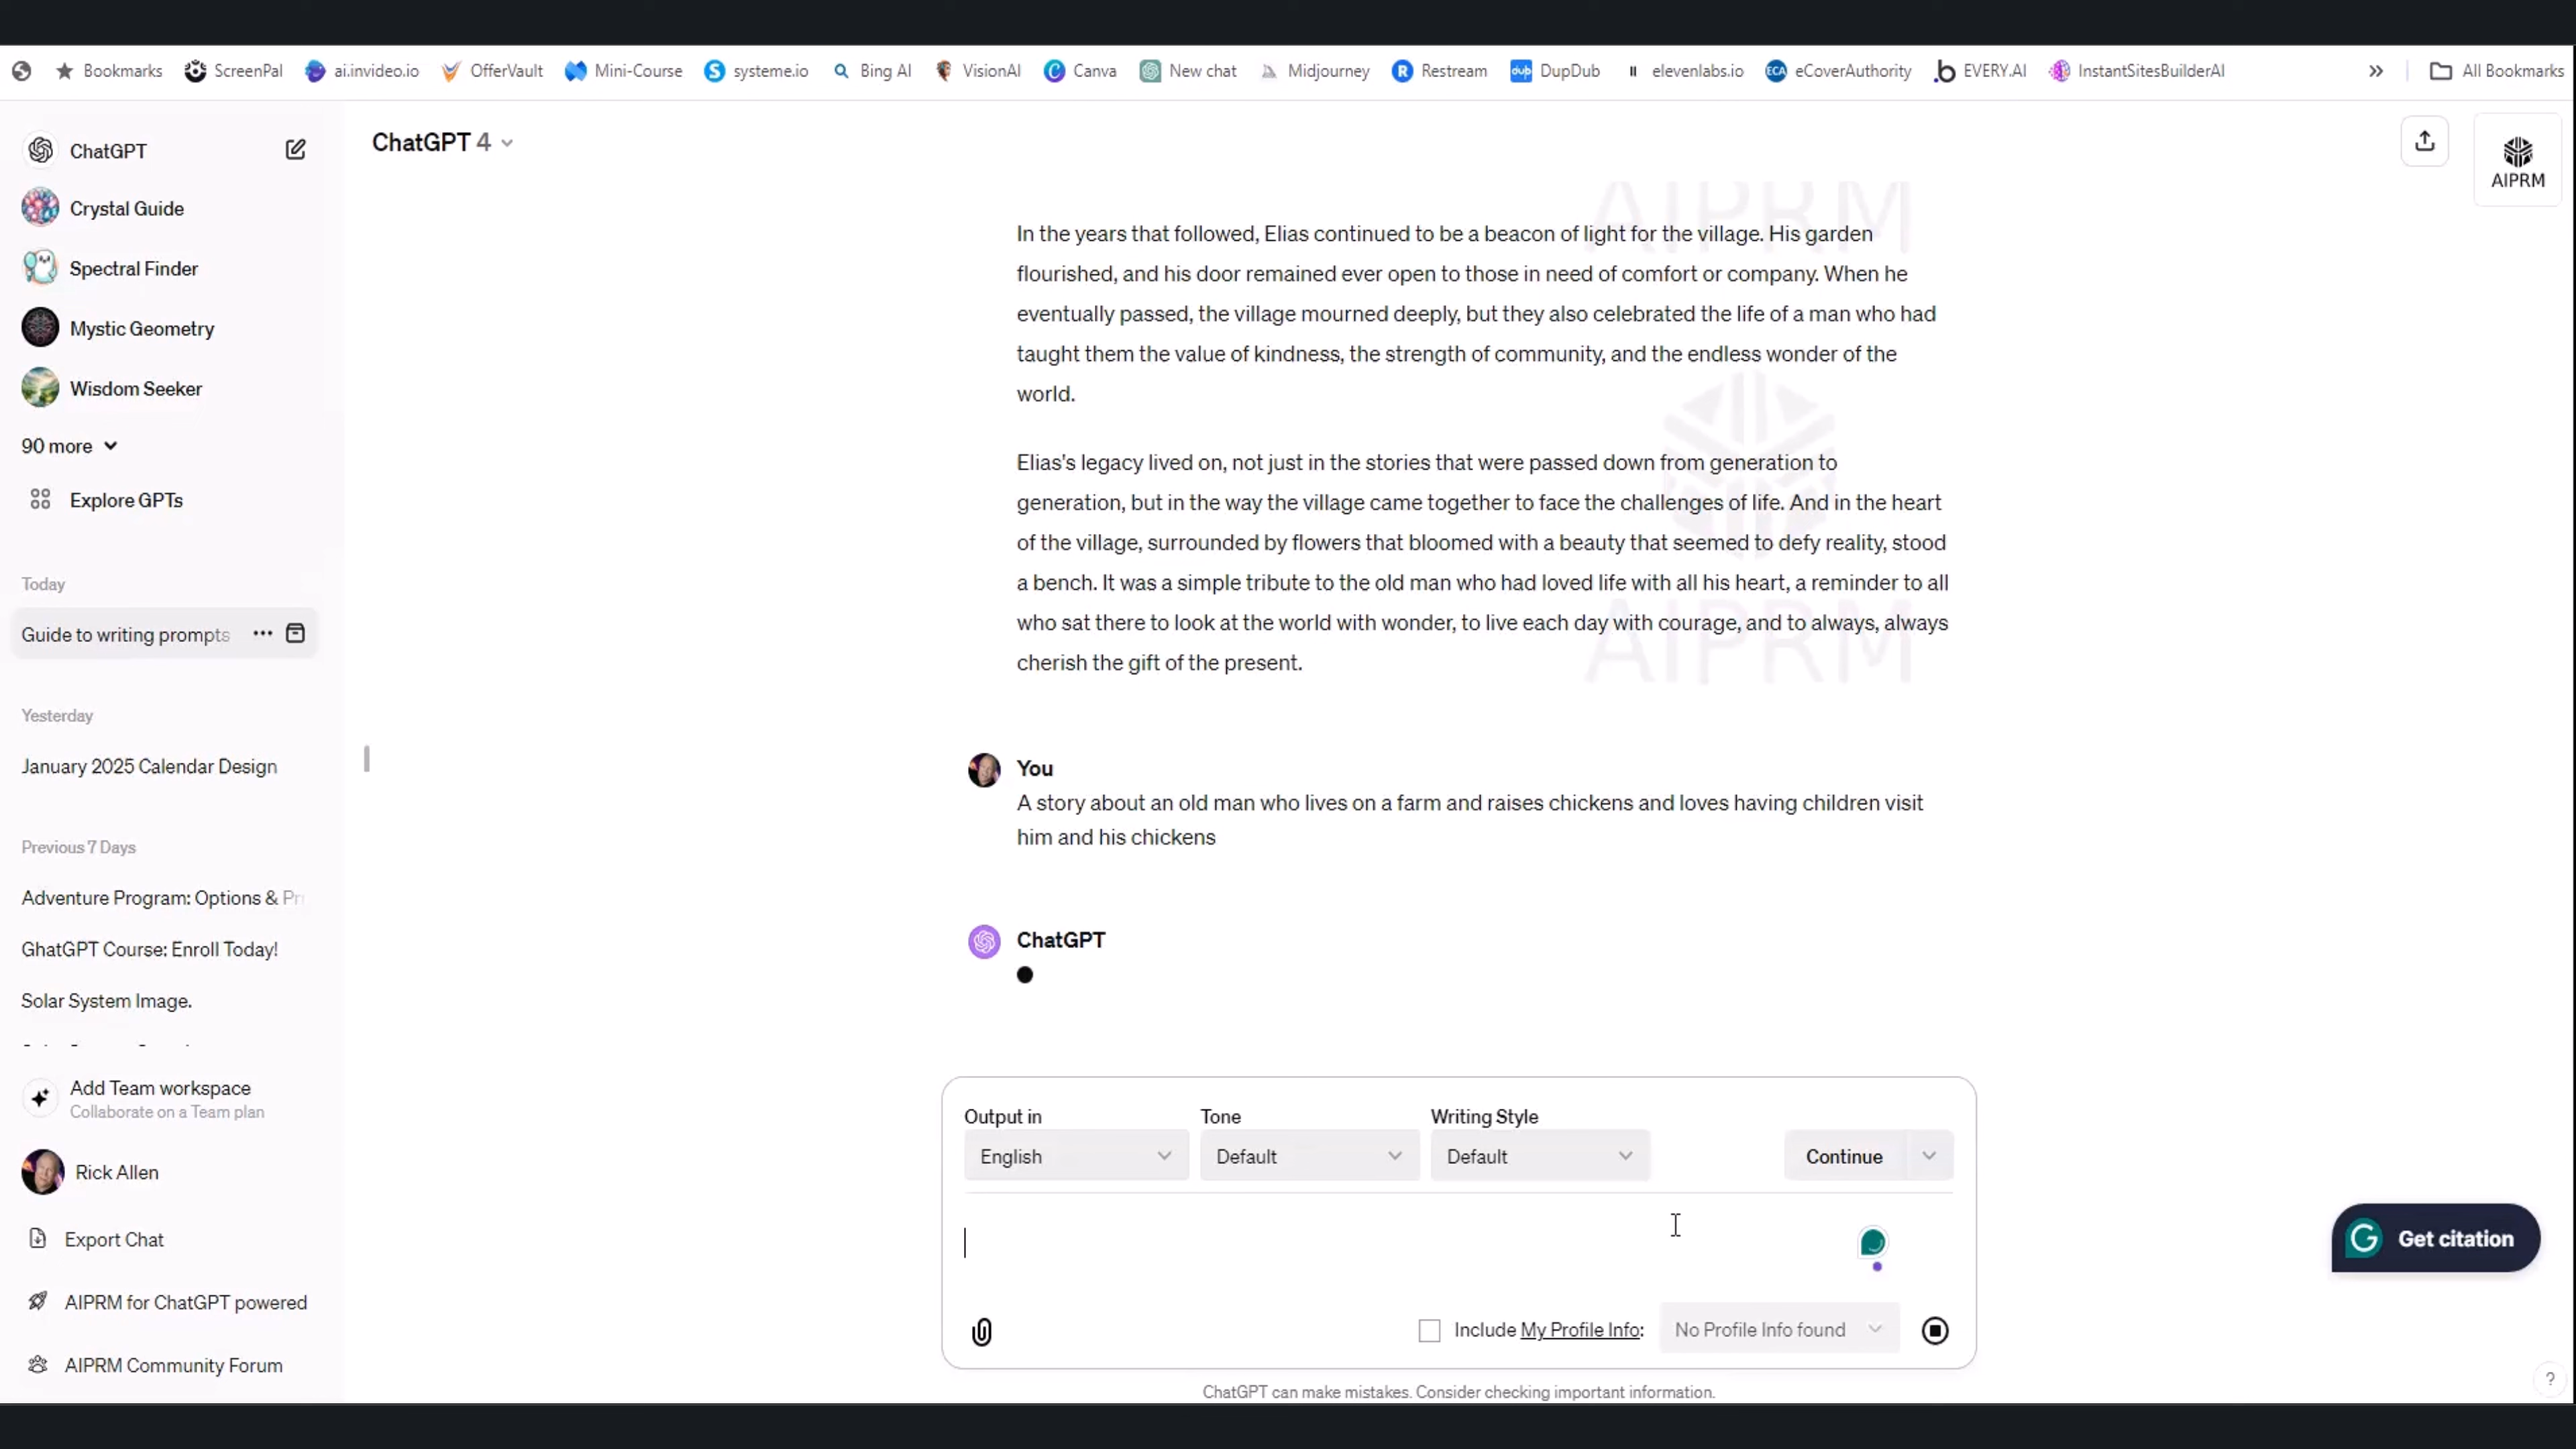 Bookmarks ScreenPal ai.invideo.io OfferVault Mini-Course systeme.io Bing AI VisionAI Canva New chat Midjourney Restream dup DupDub elevenlabs.io ECA eCoverAuthority EVERY.AI InstantSitesBuilderAI All Bookmarks
ChatGPT
Crystal Guide
Spectral Finder
Mystic Geometry
Wisdom Seeker
90 more
Explore GPTs
Today
Guide to writing prompts
Yesterday
January 2025 Calendar Design
Previous 7 Days
Adventure Program: Options & Pr
GhatGPT Course: Enroll Today!
Solar System Image.
Add Team workspace
Collaborate on a Team plan
Rick Allen
Export Chat
AIPRM for ChatGPT powered
AIPRM Community Forum
ChatGPT 4
AIPRM
AIPRM
In the years that followed, Elias continued to be a beacon of light for the village. His garden
flourished, and his door remained ever open to those in need of comfort or company. When he
eventually passed, the village mourned deeply, but they also celebrated the life of a man who had
taught them the value of kindness, the strength of community, and the endless wonder of the
world.
Elias's legacy lived on, not just in the stories that were passed down from generation to
generation, but in the way the village came together to face the challenges of life. And in the heart
of the village, surrounded by flowers that bloomed with a beauty that seemed to defy reality, stood
a bench. It was a simple tribute to the old man who had loved life with all his heart, a reminder to all
who sat there to look at the world with wonder, to live each day with courage, and to always, always
cherish the gift of the present.
AIPRM
You
A story about an old man who lives on a farm and raises chickens and loves having children visit
him and his chickens
ChatGPT
Output in Tone Writing Style
English Default Default Continue
Include My Profile Info: No Profile Info found
Get citation
ChatGPT can make mistakes. Consider checking important information.
?